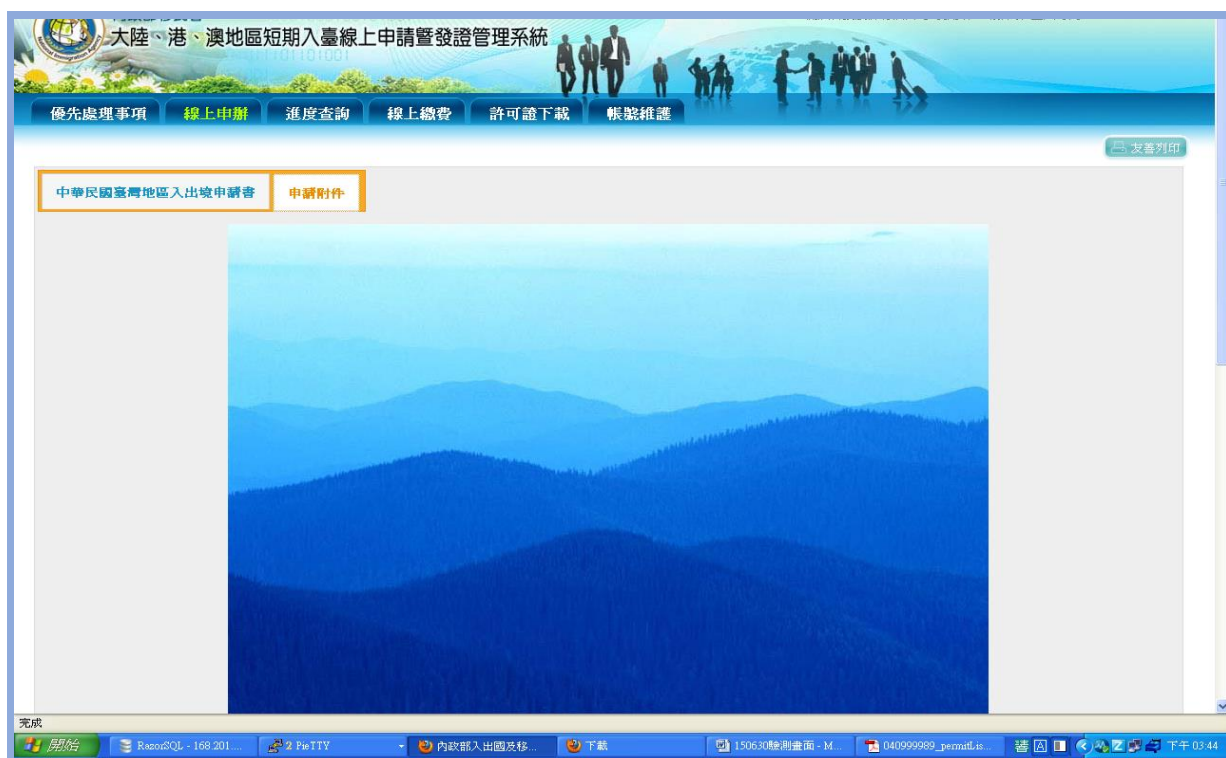 大陸、港、澳地區短期入臺線上申請暨發證管理系統
優先處理事項 線上申辦 進度查詢 線上繳費 許可證下載 帳號維護
友善列印
中華民國臺灣地區入出境申請書 申請附件
完成
開始 RazorSQL - 168.201.... 2 PieTTY 內政部入出國及移... 下載 150630驗測畫面 - M... 040999989_permitLis... 下午 03:44